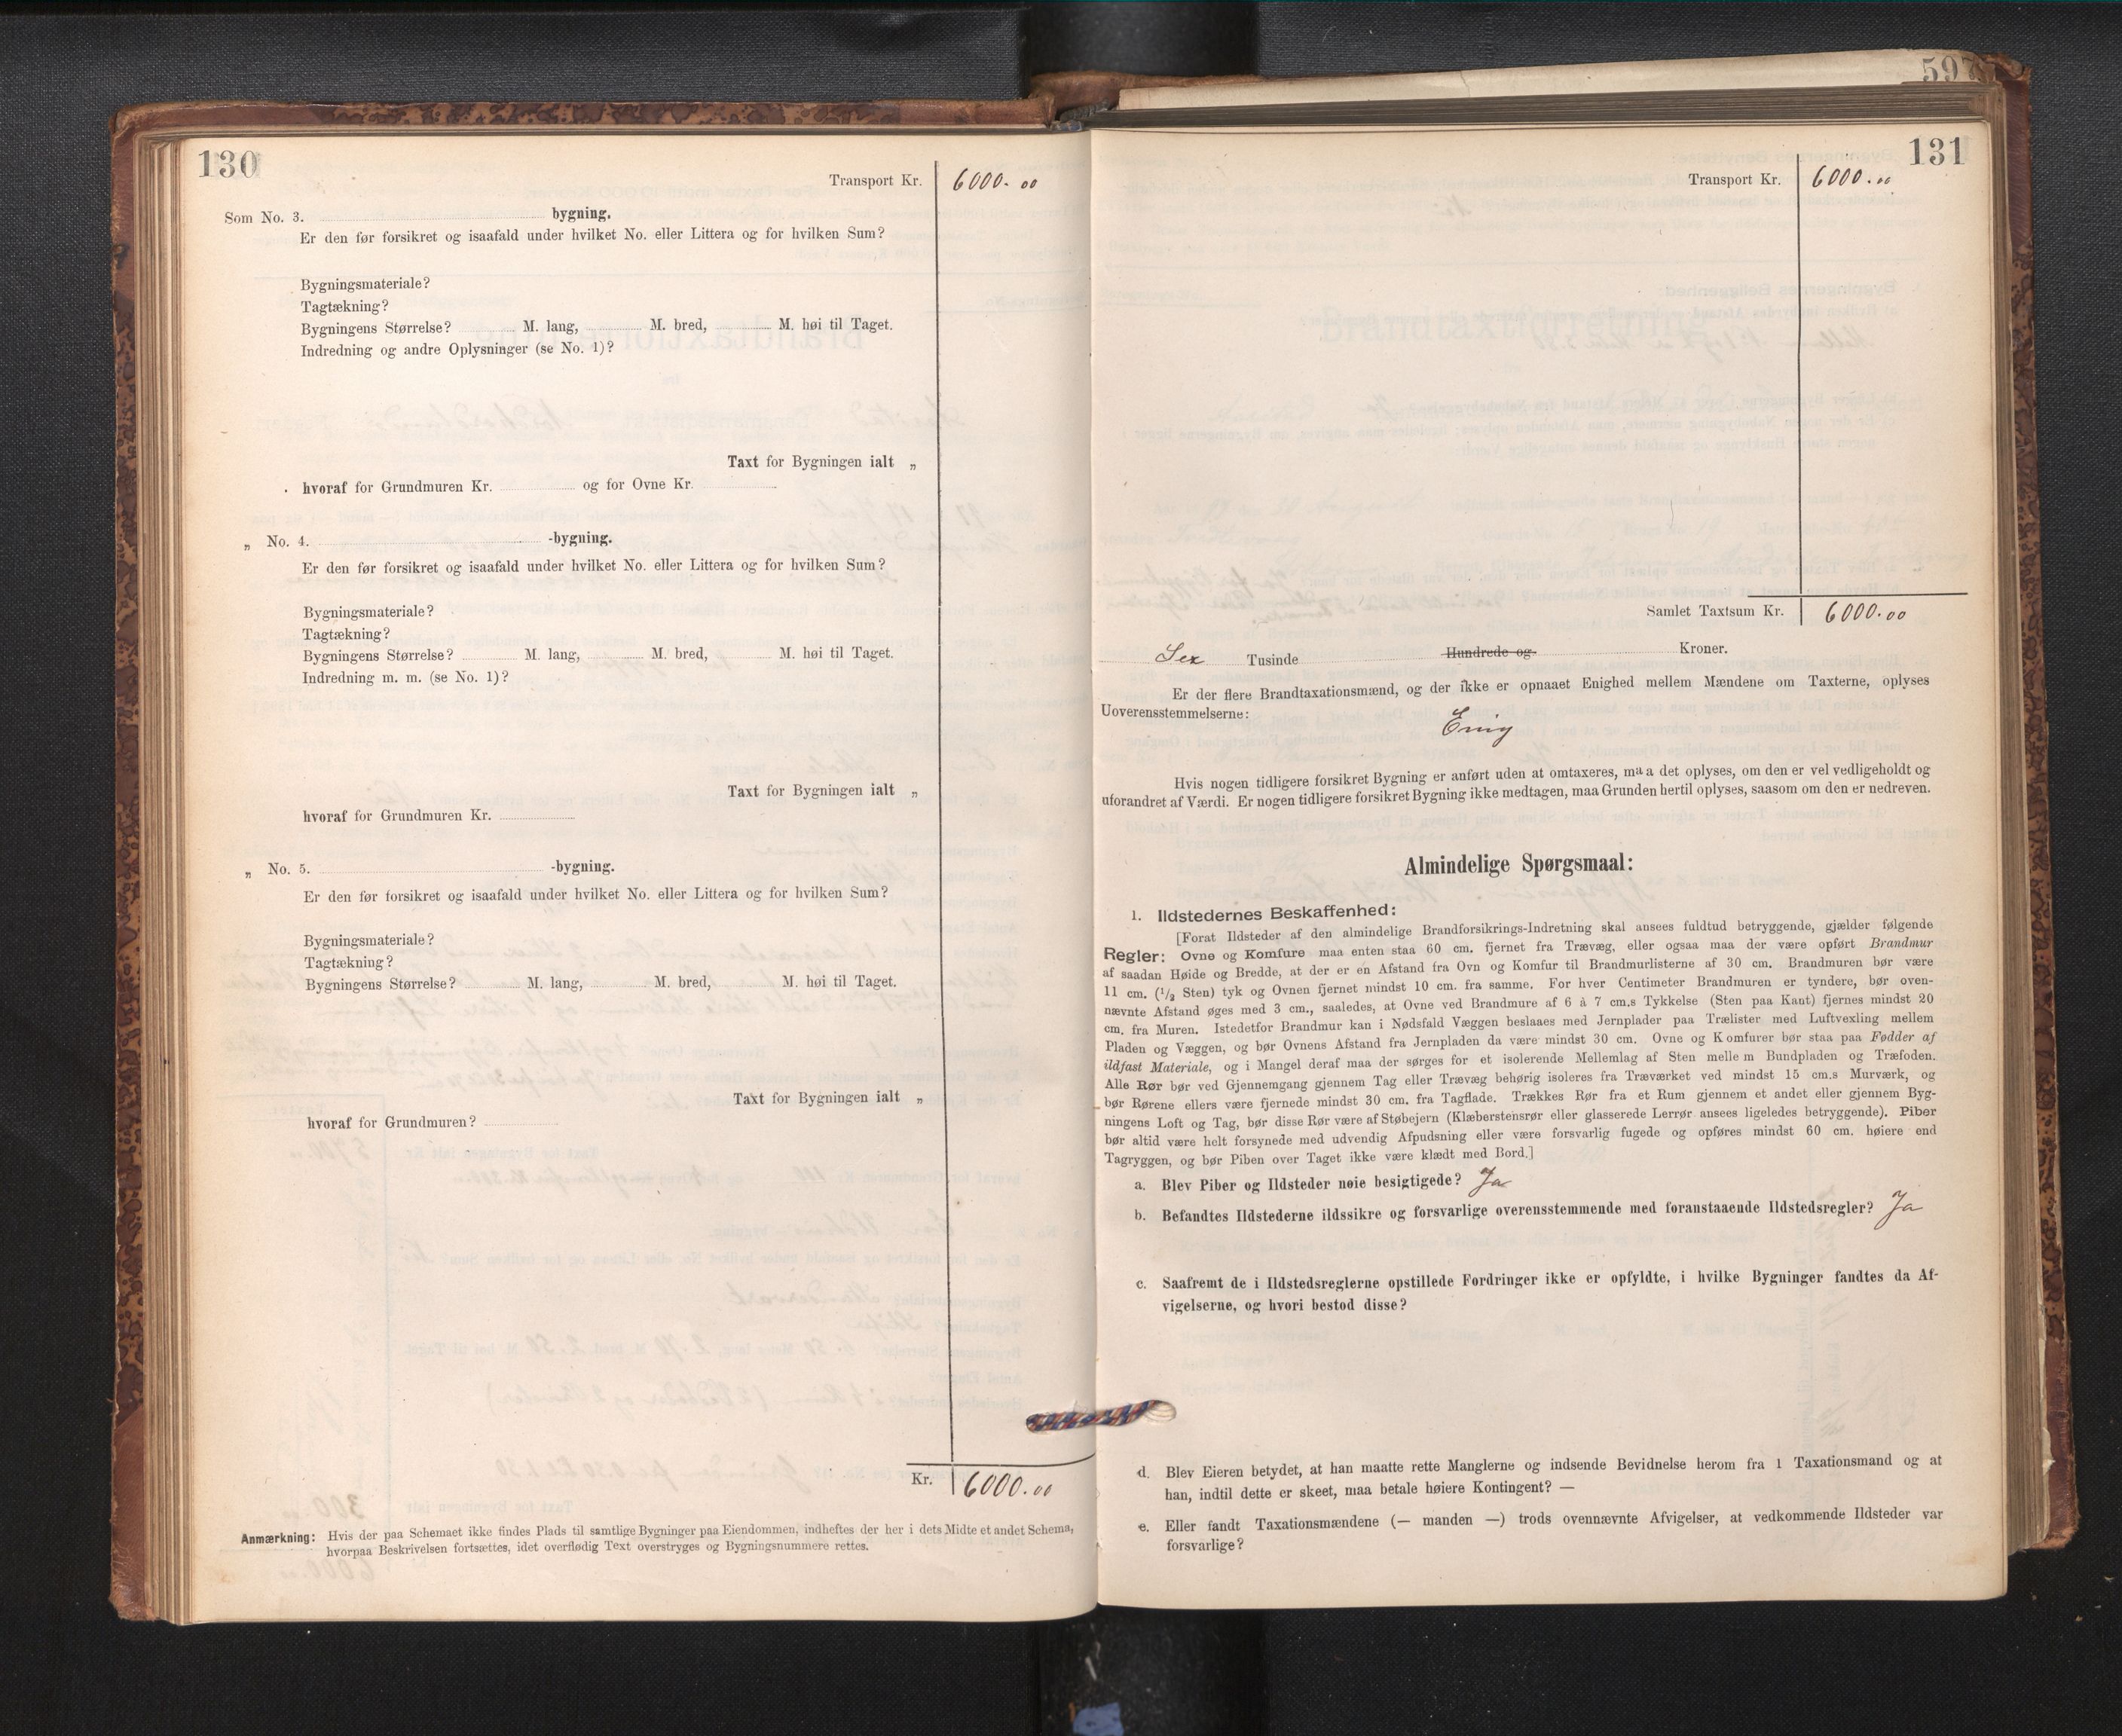 130
Transport Kr. 6000.00
Som No. 3. bygning.
Er den før forsikret og isaafald under hvilket No. eller Littera og for hvilken Sum?
Bygningsmateriale?
Tagtækning?
Bygningens Størrelse? M. lang, M. bred, M. høi til Taget.
Indredning og andre Oplysninger (se No. 1)?
Taxt for Bygningen ialt „
hvoraf for Grundmuren Kr. og for Ovne Kr.
„ No. 4. -bygning.
Er den før forsikret og isaafald under hvilket No. eller Littera og for hvilken Sum?
Bygningsmateriale?
Tagtækning?
Bygningens Størrelse? M. lang, M. bred, M. høi til Taget.
Indredning m. m. (se No. 1)?
Taxt for Bygningen ialt „
hvoraf for Grundmuren Kr.
„ No. 5. -bygning.
Er den før forsikret og isaafald under hvilket No. eller Littera og for hvilken Sum?
Bygningsmateriale?
Tagtækning?
Bygningens Størrelse? M. lang, M. bred, M. høi til Taget.
Taxt for Bygningen ialt „
hvoraf for Grundmuren?
Kr. 6000.00
Anmærkning: Hvis der paa Schemaet ikke findes Plads til samtlige Bygninger paa Eiendommen, indheftes der her i dets Midte et andet Schema,
hvorpaa Beskrivelsen fortsættes, idet overflødig Text overstryges og Bygningsnummere rettes.
597
131
Transport Kr. 6000.00
Samlet Taxtsum Kr. 6000.00
Sex Tusinde Hundrede og Kroner.
Er der flere Brandtaxationsmænd, og der ikke er opnaaet Enighed mellem Mændene om Taxterne, oplyses
Uoverensstemmelserne:
Enig
Hvis nogen tidligere forsikret Bygning er anført uden at omtaxeres, maa det oplyses, om den er vel vedligeholdt og
uforandret af Værdi. Er nogen tidligere forsikret Bygning ikke medtagen, maa Grunden hertil oplyses, saasom om den er nedreven.
Almindelige Spørgsmaal:
1. Ildstedernes Beskaffenhed:
[Forat Ildsteder af den almindelige Brandforsikrings-Indretning skal ansees fuldtud betryggende, gjælder følgende
Regler: Ovne og Komfure maa enten staa 60 cm. fjernet fra Trævæg, eller ogsaa maa der være opført Brandmur
af saadan Høide og Bredde, at der er én Afstand fra Ovn og Komfur til Brandmurlisterne af 30 cm. Brandmuren bør være
11 cm. (1/2 Sten) tyk og Ovnen fjernet mindst 10 cm. fra samme. For hver Centimeter Brandmuren er tyndere, bør oven-
nævnte Afstand øges med 3 cm., saaledes, at Ovne ved Brandmure af 6 à 7 cm.s Tykkelse (Sten paa Kant) fjernes mindst 20
cm. fra Muren. Istedetfor Brandmur kan i Nødsfald Væggen beslaaes med Jernplader paa Trælister med Luftvexling mellem
Pladen og Væggen, og bør Ovnens Afstand fra Jernpladen da være mindst 30 cm. Ovne og Komfurer bør staa paa Fødder af
ildfast Materiale, og i Mangel deraf maa der sørges for et isolerende Mellemlag af Sten mellem Bundpladen og Træfoden.
Alle Rør bør ved Gjennemgang gjennem Tag eller Trævæg behørig isoleres fra Træværket ved mindst 15 cm.s Murværk, og
bør Rørene ellers være fjernede mindst 30 cm. fra Tagflade. Trækkes Rør fra et Rum gjennem et andet eller gjennem Byg-
ningens Loft og Tag, bør disse Rør være af Støbejern (Klæberstensrør eller glasserede Lerrør ansees ligeledes betryggende). Piber
bør altid være helt forsynede med udvendig Afpudsning eller være forsvarlig fugede og opføres mindst 60 cm. høiere end
Tagryggen, og bør Piben over Taget ikke være klædt med Bord.]
a. Blev Piber og Ildsteder nøie besigtigede? Ja
b. Befandtes Ildstederne ildssikre og forsvarlige overensstemmende med foranstaaende Ildstedsregler? Ja
c. Saafremt de i Ildstedsreglerne opstillede Fordringer ikke er opfyldte, i hvilke Bygninger fandtes da Af-
vigelserne, og hvori bestod disse?
d. Blev Eieren betydet, at han maatte rette Manglerne og indsende Bevidnelse herom fra 1 Taxationsmand og at
han, indtil dette er skeet, maa betale høiere Kontingent? —
e. Eller fandt Taxationsmændene (— manden —) trods ovennævnte Afvigelser, at vedkommende Ildsteder var
forsvarlige?